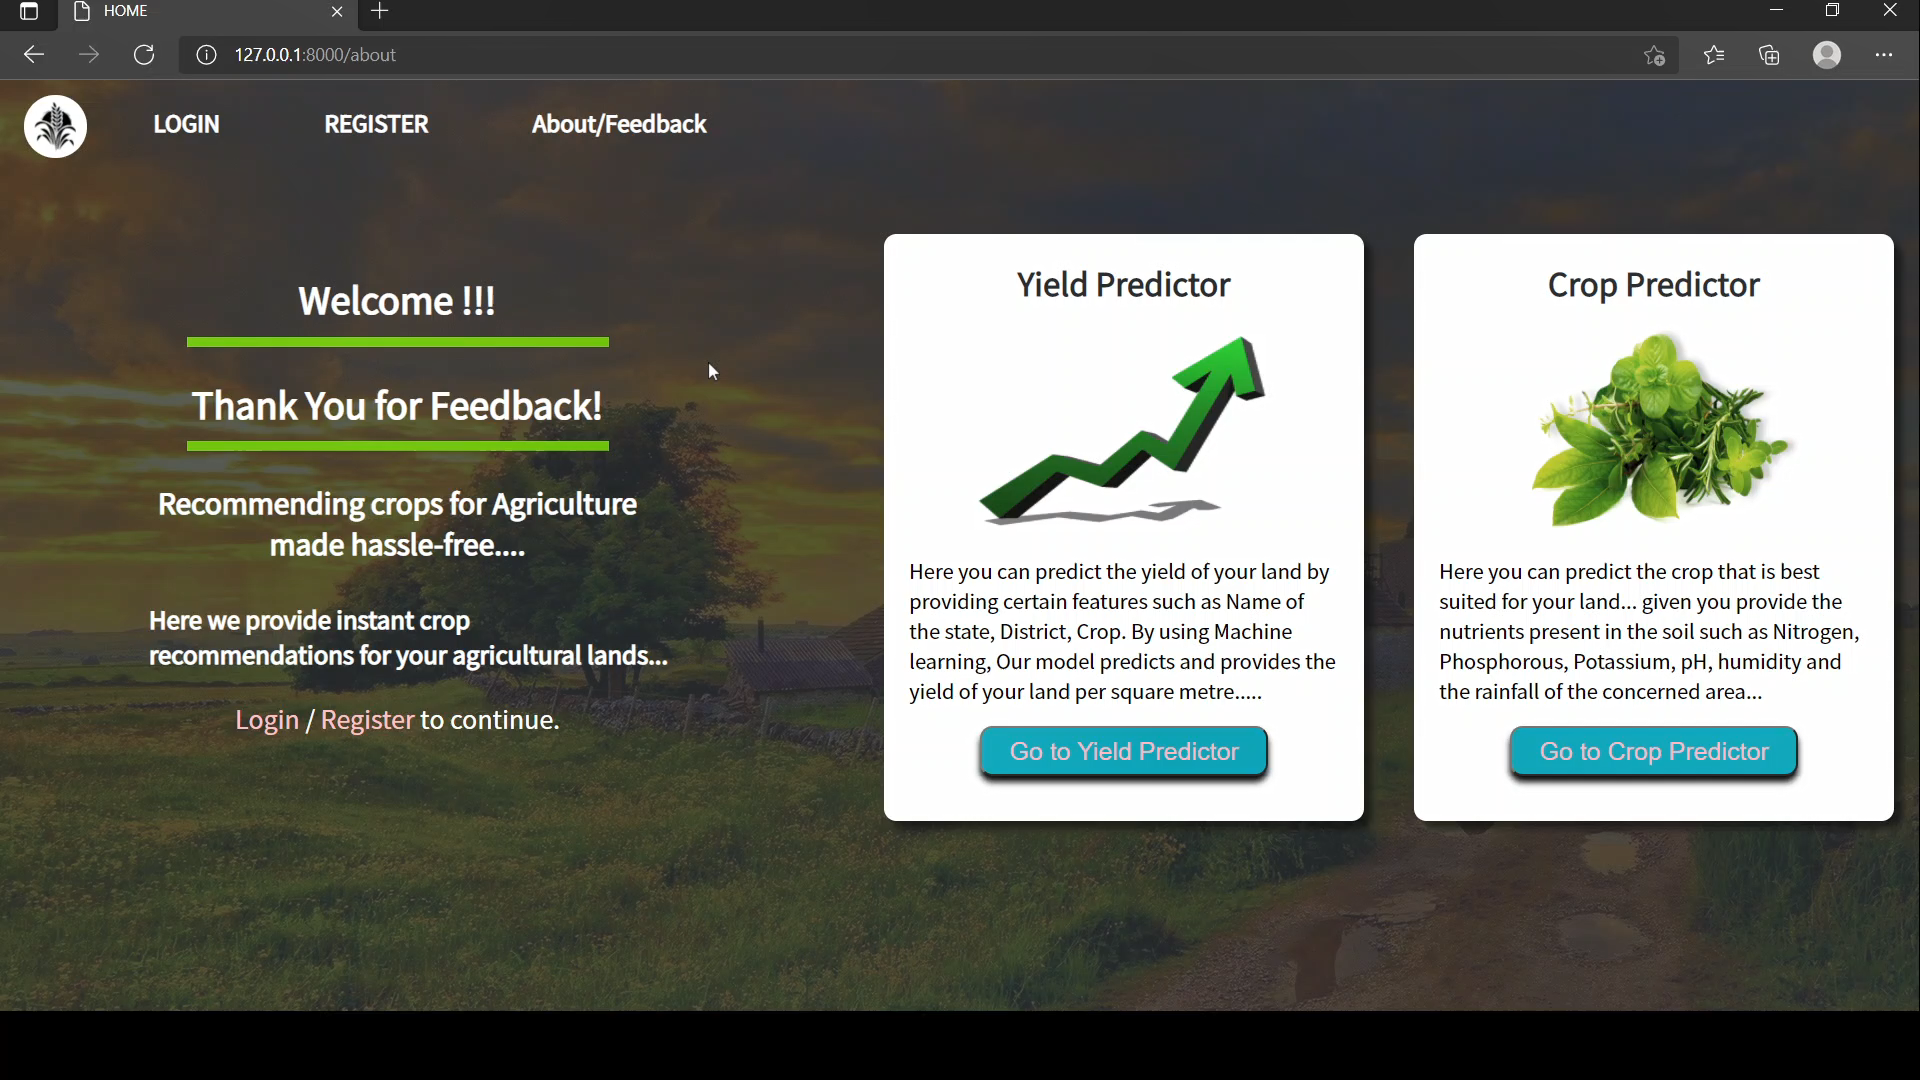 HOME
127.0.0.1:8000/about
LOGIN
REGISTER
About/Feedback
Welcome !!!
Thank You for Feedback!
Recommending crops for Agriculture
made hassle-free....
Here we provide instant crop
recommendations for your agricultural lands...
Login / Register to continue.
Yield Predictor
Here you can predict the yield of your land by
providing certain features such as Name of
the state, District, Crop. By using Machine
learning, Our model predicts and provides the
yield of your land per square metre.....
Go to Yield Predictor
Crop Predictor
Here you can predict the crop that is best
suited for your land... given you provide the
nutrients present in the soil such as Nitrogen,
Phosphorous, Potassium, pH, humidity and
the rainfall of the concerned area...
Go to Crop Predictor